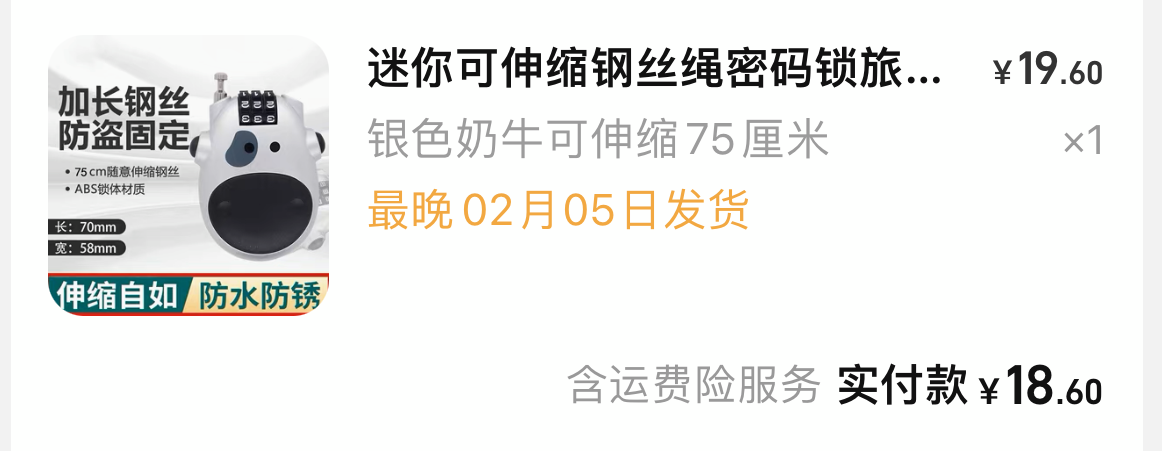 迷你可伸缩钢丝绳密码锁旅... ¥19.60
银色奶牛可伸缩75厘米 ×1
最晚02月05日发货
加长钢丝
防盗固定
•75cm随意伸缩钢丝
•ABS锁体材质
长：70mm
宽：58mm
伸缩自如 防水防锈
含运费险服务 实付款 ¥18.60